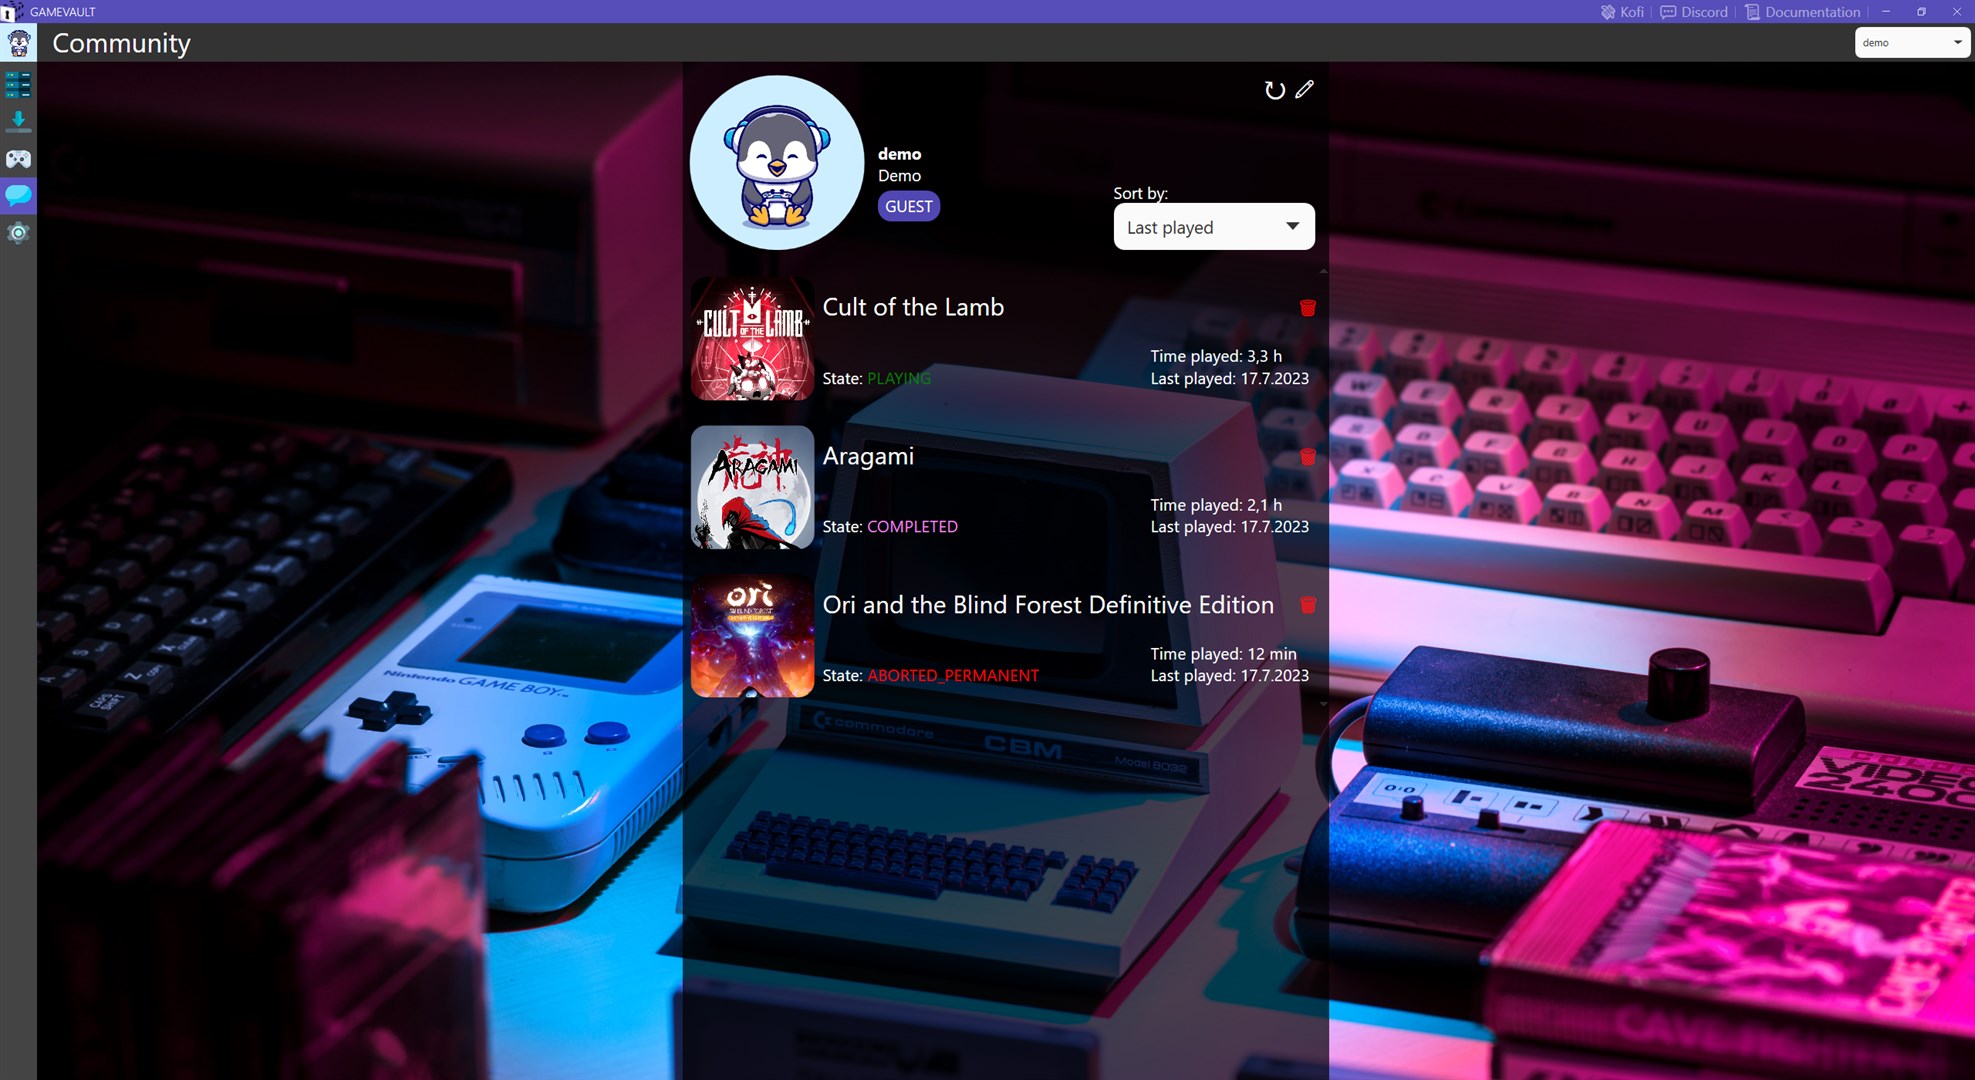 GAMEVAULT
Kofi
Discord
Documentation
Community
demo
demo
Demo
GUEST
Sort by:
Last played
CULT OF THE LAMB
Cult of the Lamb
Time played: 3,3 h
State: PLAYING
Last played: 17.7.2023
ARAGAMI
Aragami
Time played: 2,1 h
State: COMPLETED
Last played: 17.7.2023
ori
Ori and the Blind Forest Definitive Edition
Time played: 12 min
State: ABORTED_PERMANENT
Last played: 17.7.2023
Nintendo GAME BOY
commodore
CBM
Model 8032